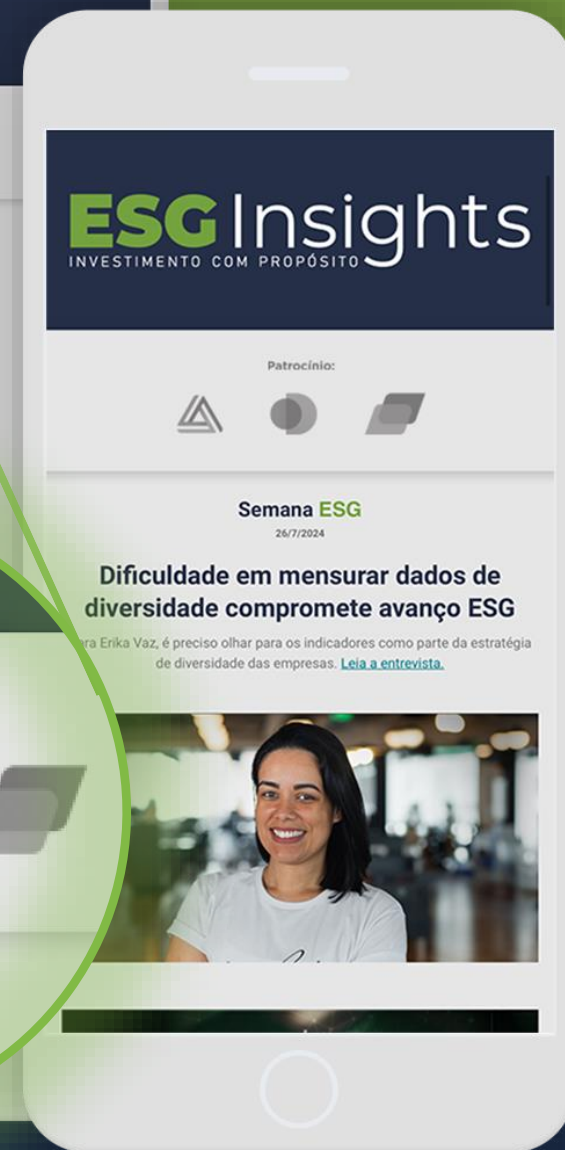 ESG Insights
INVESTIMENTO COM PROPÓSITO
Patrocínio:
Semana ESG
26/7/2024
Dificuldade em mensurar dados de
diversidade compromete avanço ESG
ra Erika Vaz, é preciso olhar para os indicadores como parte da estratégia
de diversidade das empresas. Leia a entrevista.